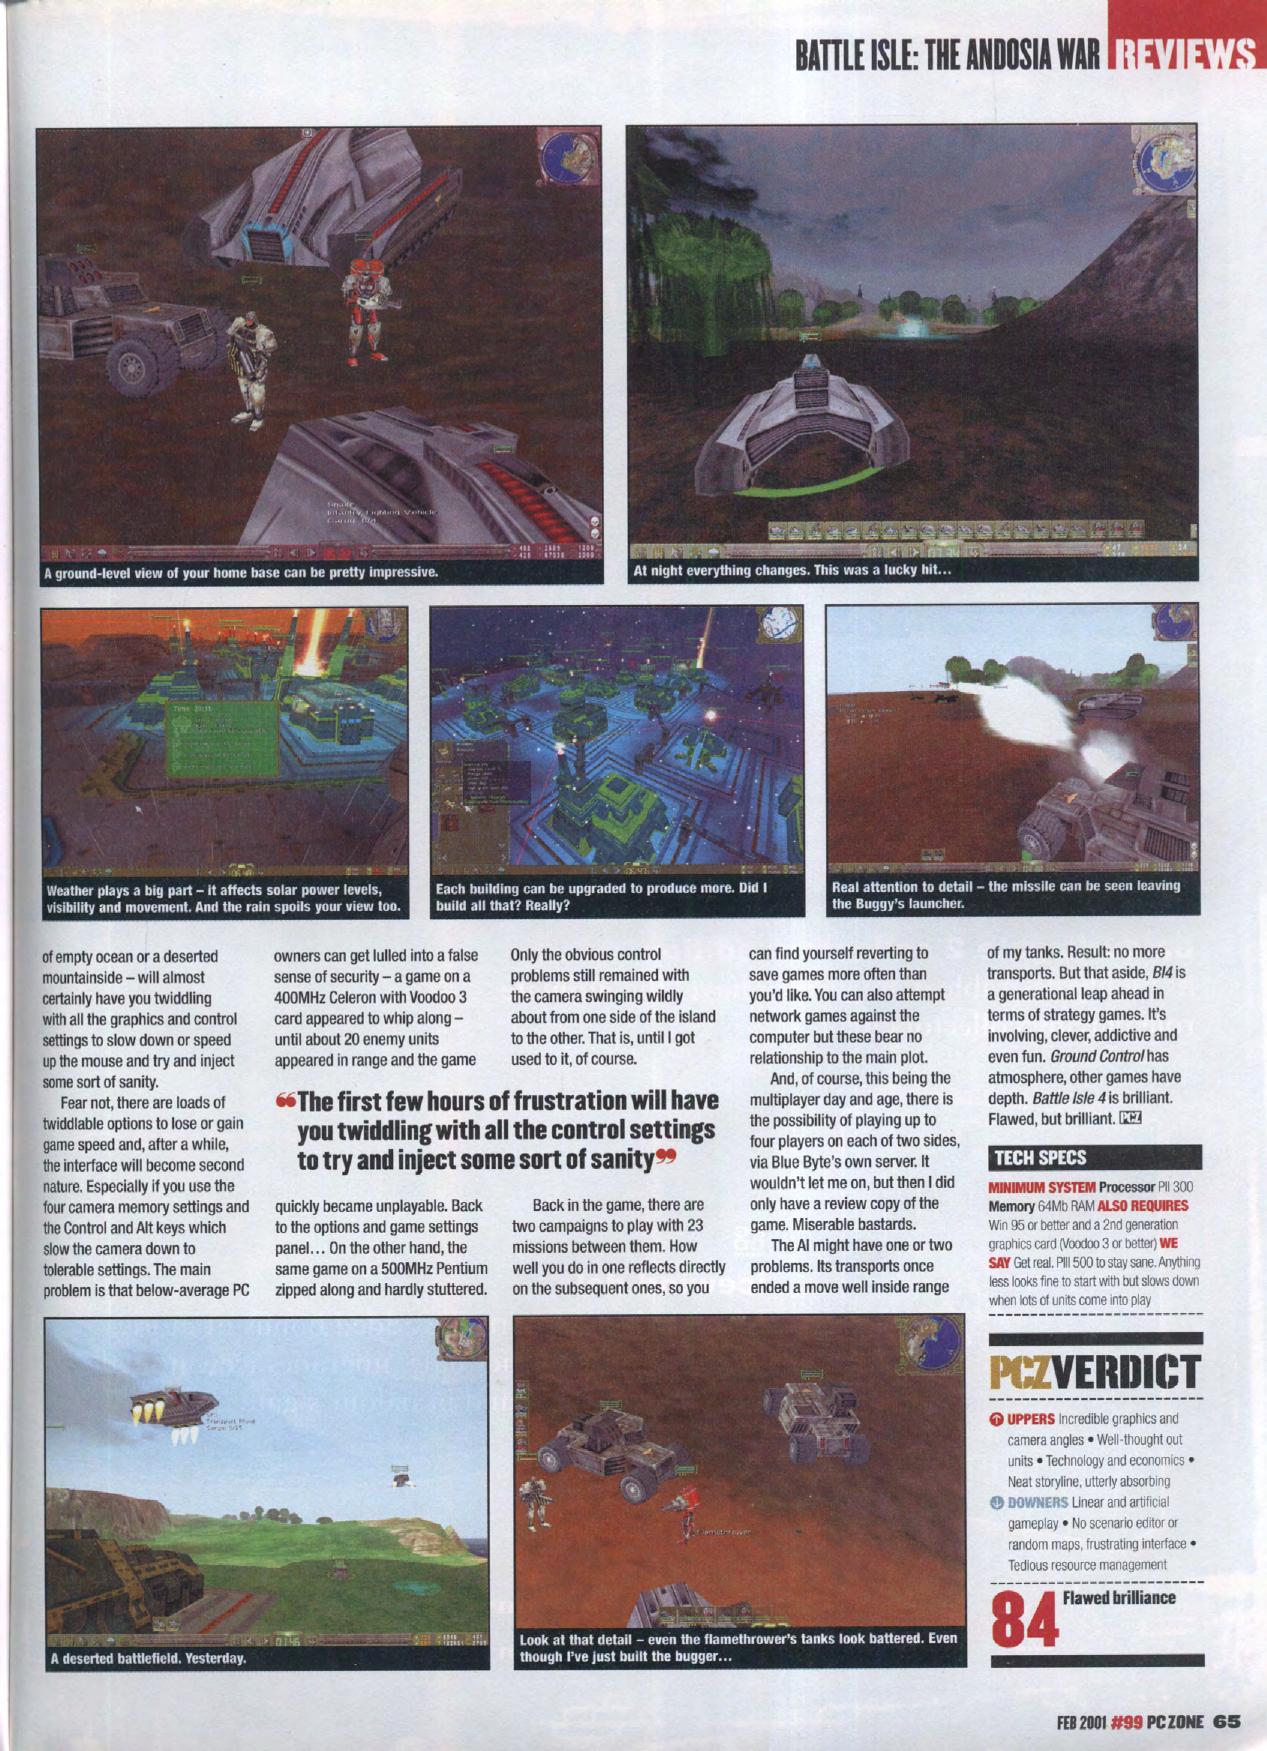 BATTLE ISLE: THE ANDOSIA WAR REVIEWS
A ground-level view of your home base can be pretty impressive.
At night everything changes. This was a lucky hit...
Weather plays a big part – it affects solar power levels,
visibility and movement. And the rain spoils your view too.
Each building can be upgraded to produce more. Did I
build all that? Really?
Real attention to detail – the missile can be seen leaving
the Buggy's launcher.
of empty ocean or a deserted
mountainside – will almost
certainly have you twiddling
with all the graphics and control
settings to slow down or speed
up the mouse and try and inject
some sort of sanity.
Fear not, there are loads of
twiddlable options to lose or gain
game speed and, after a while,
the interface will become second
nature. Especially if you use the
four camera memory settings and
the Control and Alt keys which
slow the camera down to
tolerable settings. The main
problem is that below-average PC
owners can get lulled into a false
sense of security – a game on a
400MHz Celeron with Voodoo 3
card appeared to whip along –
until about 20 enemy units
appeared in range and the game
quickly became unplayable. Back
to the options and game settings
panel... On the other hand, the
same game on a 500MHz Pentium
zipped along and hardly stuttered.
Only the obvious control
problems still remained with
the camera swinging wildly
about from one side of the island
to the other. That is, until I got
used to it, of course.
“The first few hours of frustration will have
you twiddling with all the control settings
to try and inject some sort of sanity”
Back in the game, there are
two campaigns to play with 23
missions between them. How
well you do in one reflects directly
on the subsequent ones, so you
can find yourself reverting to
save games more often than
you'd like. You can also attempt
network games against the
computer but these bear no
relationship to the main plot.
And, of course, this being the
multiplayer day and age, there is
the possibility of playing up to
four players on each of two sides,
via Blue Byte's own server. It
wouldn't let me on, but then I did
only have a review copy of the
game. Miserable bastards.
The AI might have one or two
problems. Its transports once
ended a move well inside range
of my tanks. Result: no more
transports. But that aside, BI4 is
a generational leap ahead in
terms of strategy games. It's
involving, clever, addictive and
even fun. Ground Control has
atmosphere, other games have
depth. Battle Isle 4 is brilliant.
Flawed, but brilliant. PCZ
TECH SPECS
MINIMUM SYSTEM Processor PII 300
Memory 64Mb RAM ALSO REQUIRES
Win 95 or better and a 2nd generation
graphics card (Voodoo 3 or better) WE
SAY Get real. PIII 500 to stay sane. Anything
less looks fine to start with but slows down
when lots of units come into play
PCZVERDICT
UPPERS Incredible graphics and
camera angles • Well-thought out
units • Technology and economics •
Neat storyline, utterly absorbing
DOWNERS Linear and artificial
gameplay • No scenario editor or
random maps, frustrating interface •
Tedious resource management
84 Flawed brilliance
A deserted battlefield. Yesterday.
Flamethrower
Look at that detail – even the flamethrower's tanks look battered. Even
though I've just built the bugger...
FEB 2001 #99 PC ZONE 65